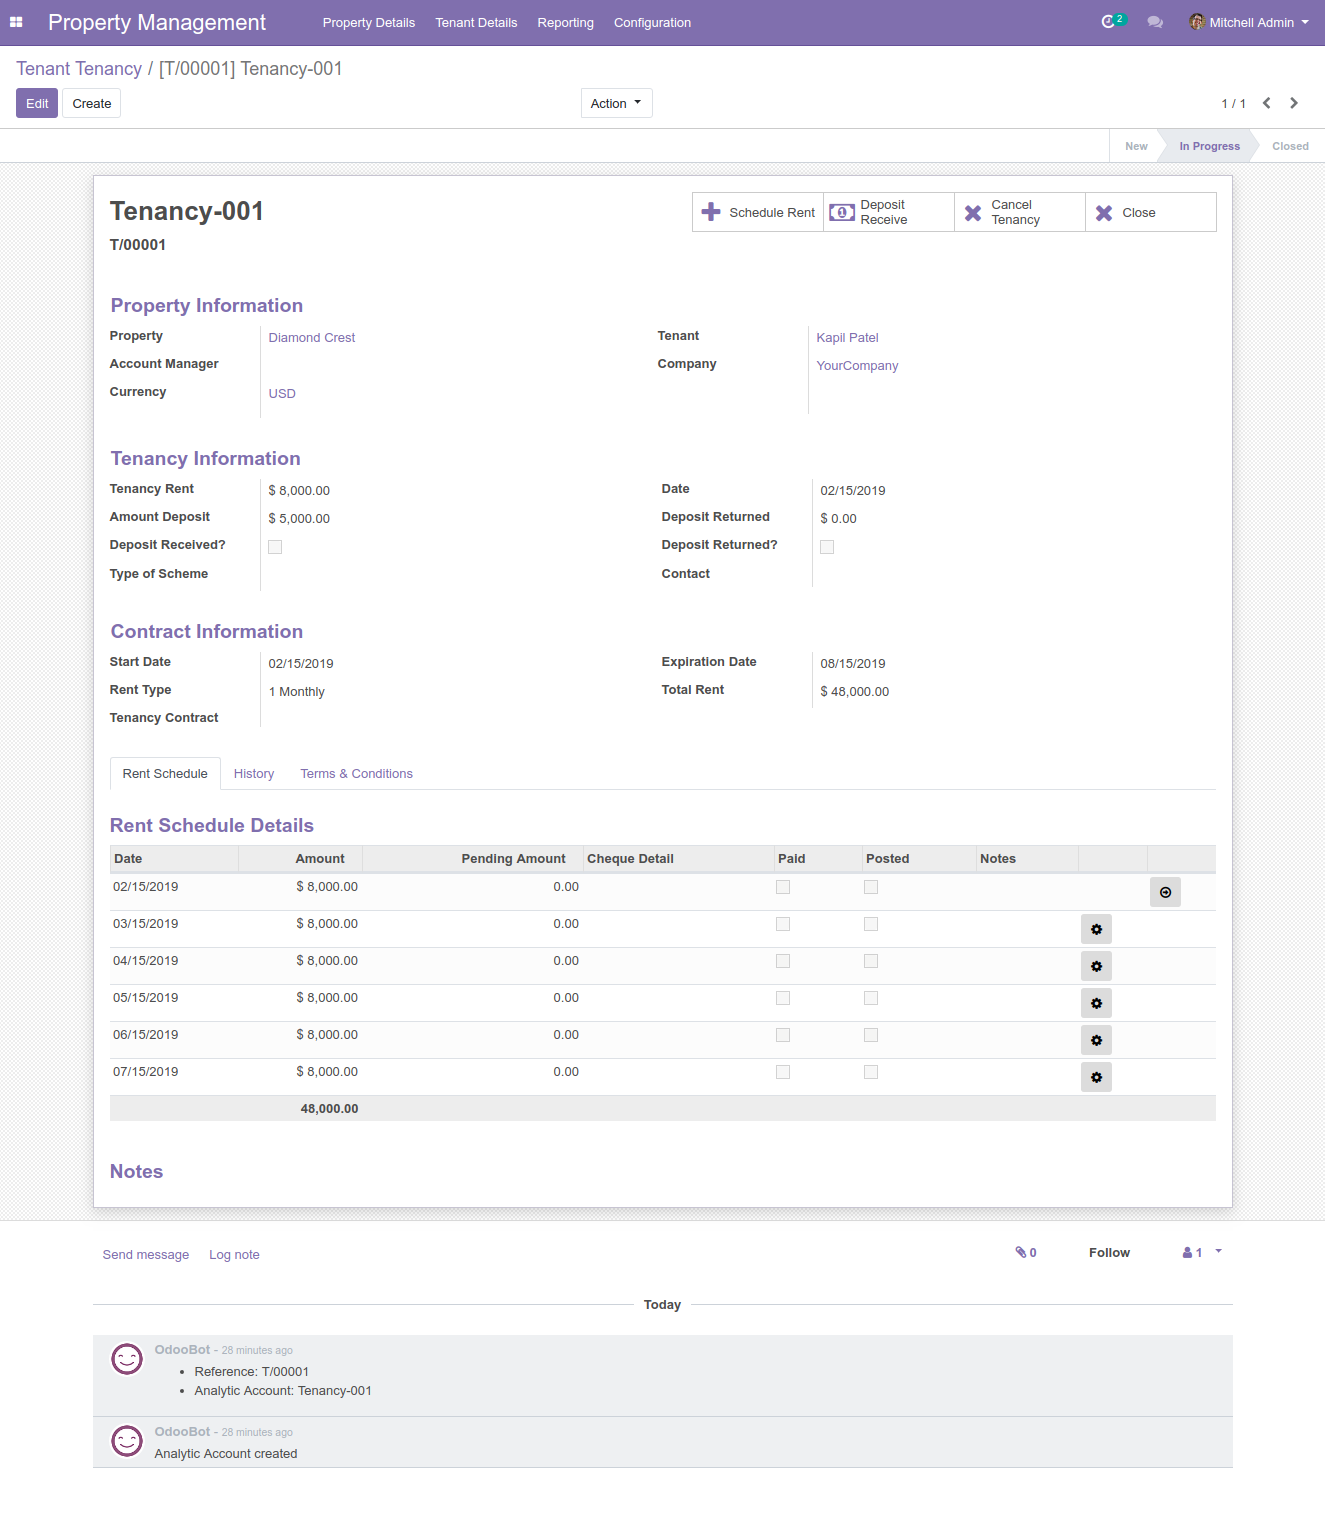 Property Management Property Details Tenant Details Reporting Configuration 2 Mitchell Admin
Tenant Tenancy / [T/00001] Tenancy-001
Edit Create Action 1 / 1
New In Progress Closed
Tenancy-001
T/00001
Schedule Rent Deposit Receive Cancel Tenancy Close
Property Information
Property Diamond Crest Tenant Kapil Patel
Account Manager Company YourCompany
Currency USD
Tenancy Information
Tenancy Rent $ 8,000.00 Date 02/15/2019
Amount Deposit $ 5,000.00 Deposit Returned $ 0.00
Deposit Received? Deposit Returned?
Type of Scheme Contact
Contract Information
Start Date 02/15/2019 Expiration Date 08/15/2019
Rent Type 1 Monthly Total Rent $ 48,000.00
Tenancy Contract
Rent Schedule History Terms & Conditions
Rent Schedule Details
Date Amount Pending Amount Cheque Detail Paid Posted Notes
02/15/2019 $ 8,000.00 0.00
03/15/2019 $ 8,000.00 0.00
04/15/2019 $ 8,000.00 0.00
05/15/2019 $ 8,000.00 0.00
06/15/2019 $ 8,000.00 0.00
07/15/2019 $ 8,000.00 0.00
48,000.00
Notes
Send message Log note 0 Follow 1
Today
OdooBot - 28 minutes ago
• Reference: T/00001
• Analytic Account: Tenancy-001
OdooBot - 28 minutes ago
Analytic Account created